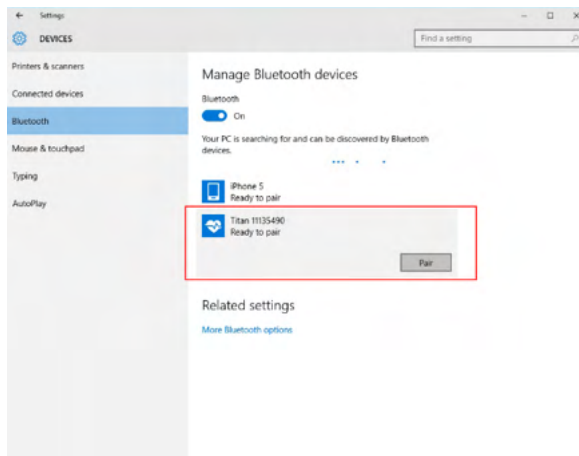 Settings
DEVICES
Find a setting
Printers & scanners
Connected devices
Bluetooth
Mouse & touchpad
Typing
AutoPlay
Manage Bluetooth devices
Bluetooth
On
Your PC is searching for and can be discovered by Bluetooth
devices.
iPhone 5
Ready to pair
Titan 11135490
Ready to pair
Pair
Related settings
More Bluetooth options